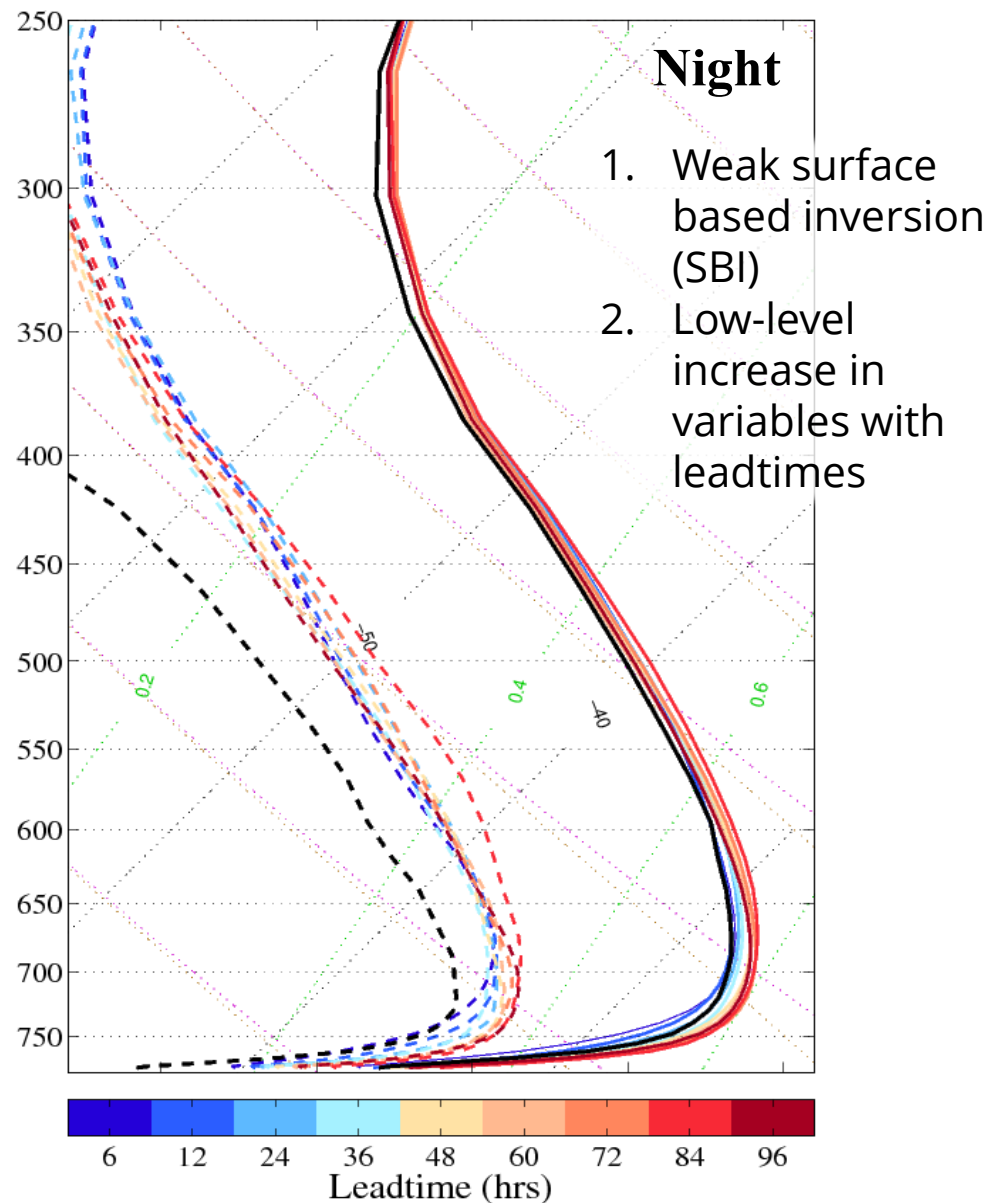 250
Night
1. Weak surface
300
based inversion
(SBI)
2. Low-level
350
increase in
variables with
400
leadtimes
450
500
–50
0.2
0.4
–40
0.6
550
600
650
700
750
6 12 24 36 48 60 72 84 96
Leadtime (hrs)